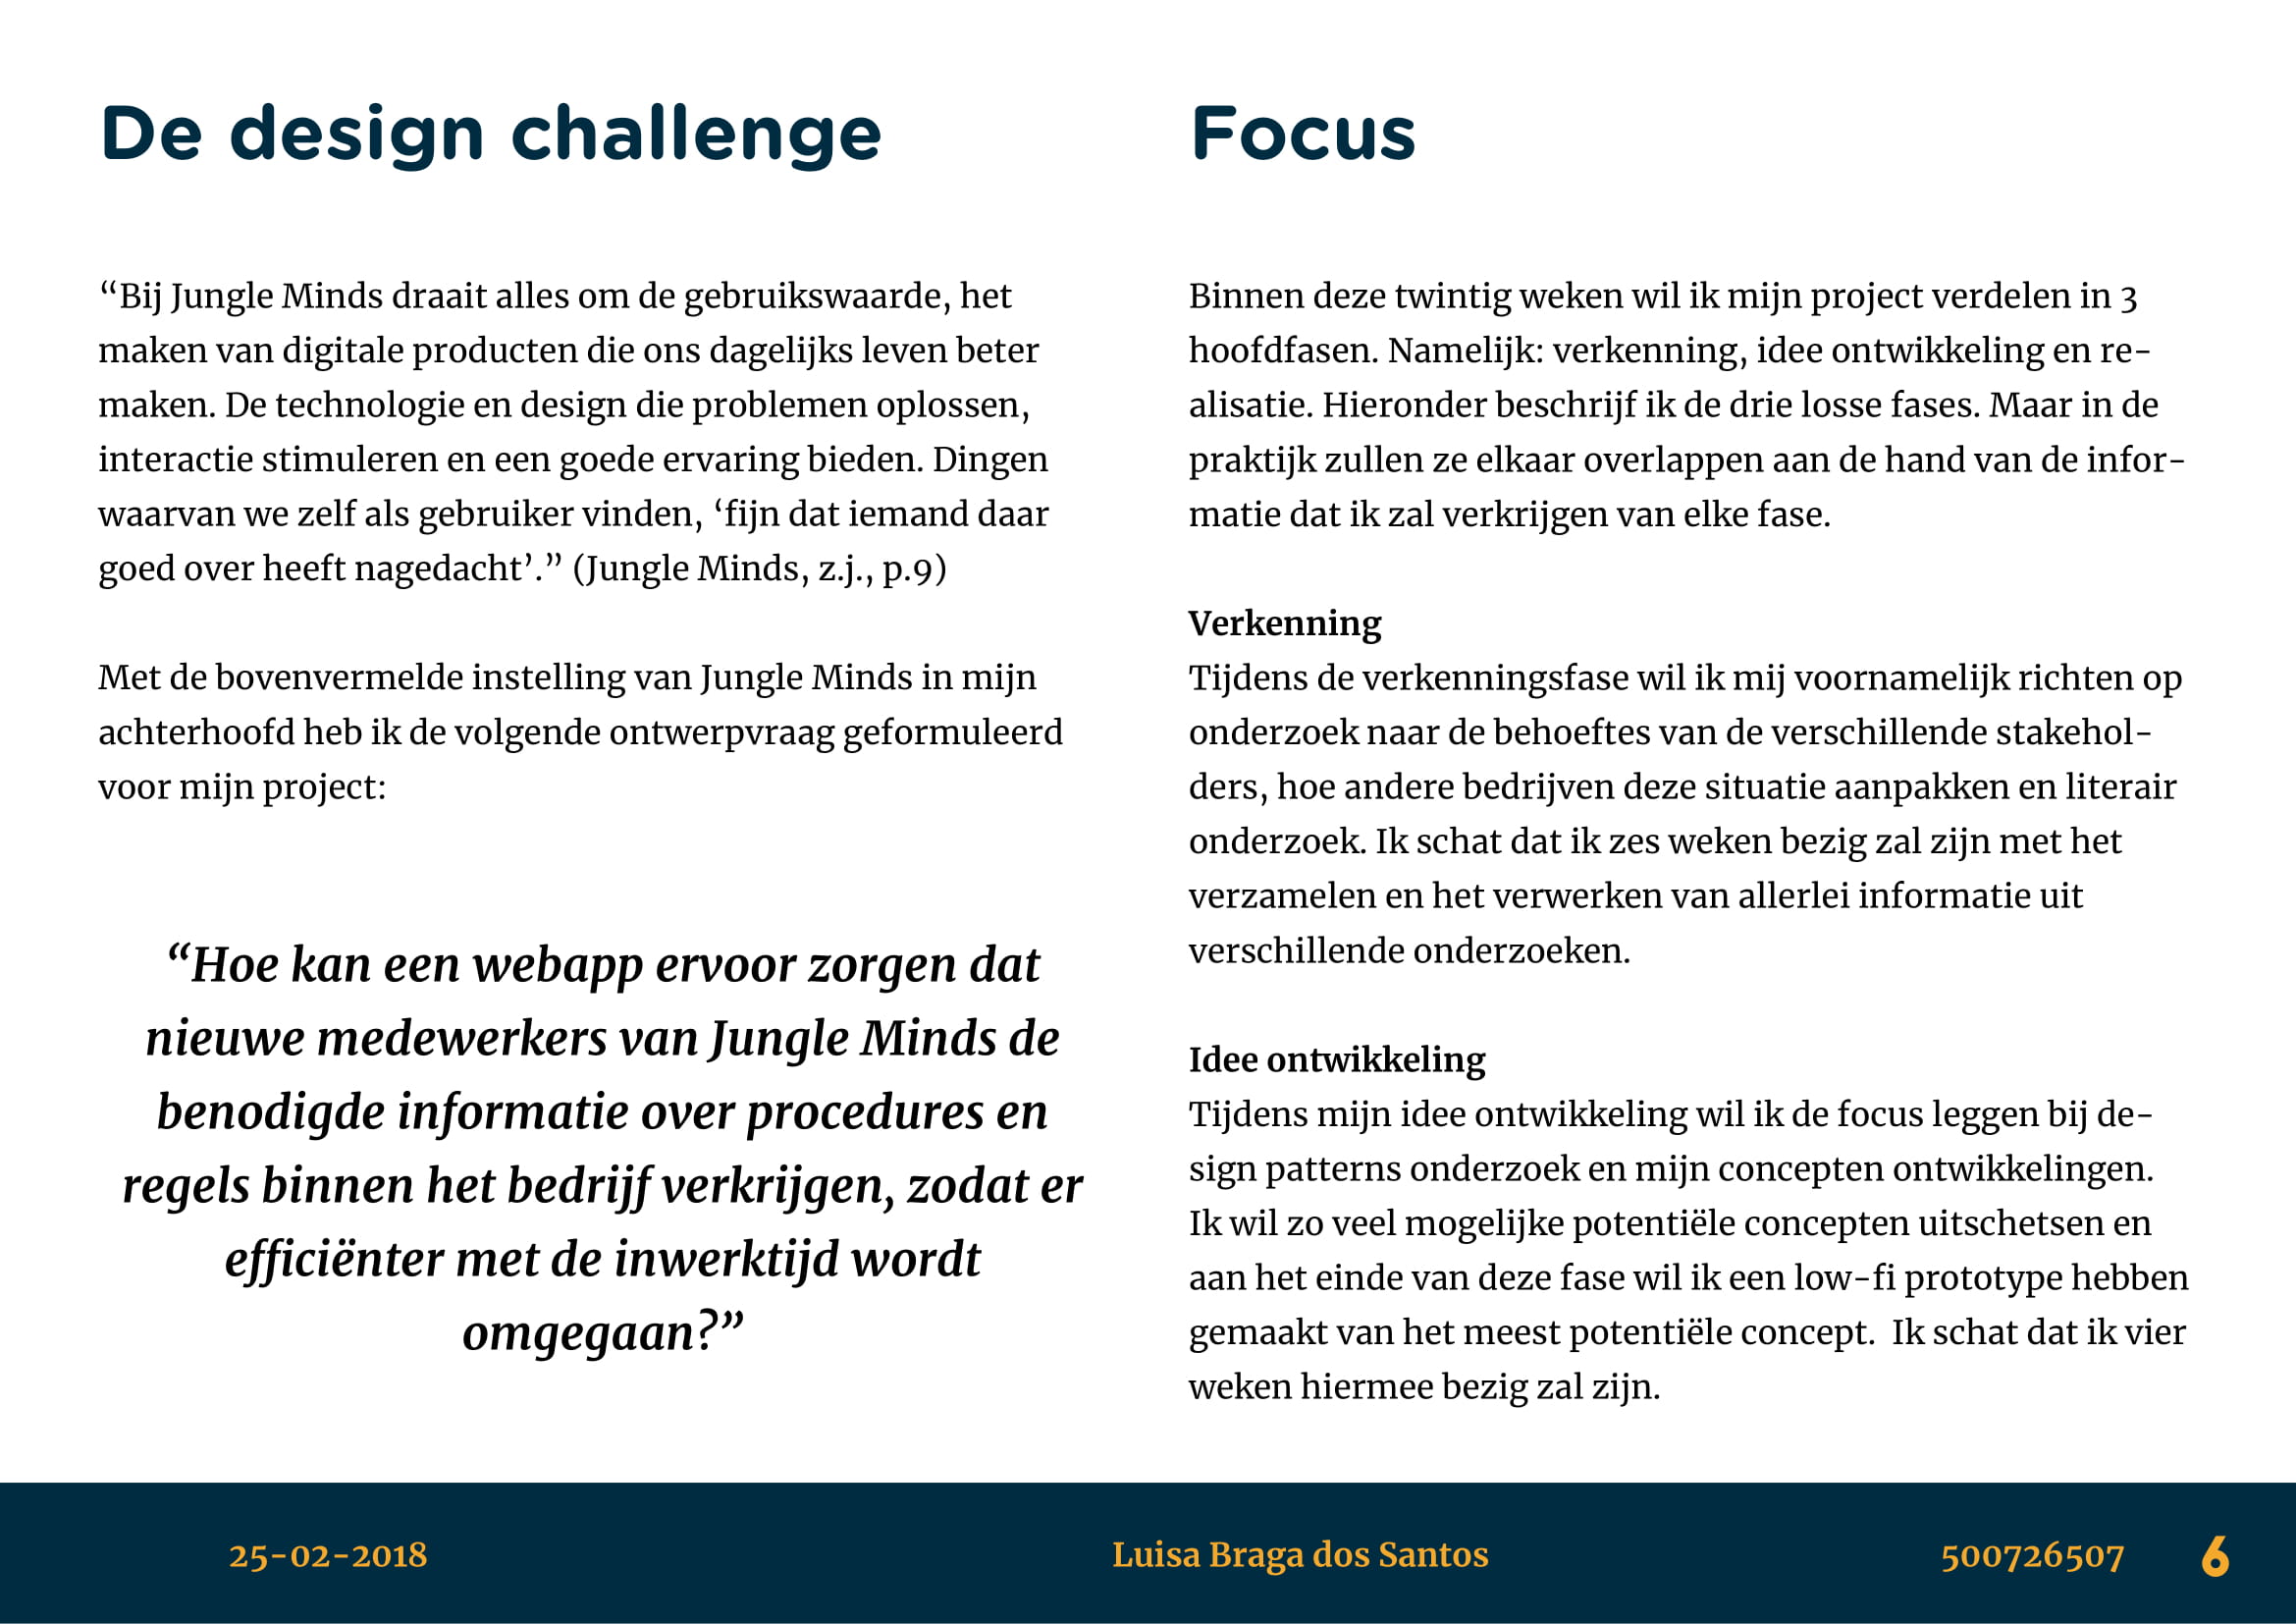 De design challenge
“Bij Jungle Minds draait alles om de gebruikswaarde, het
maken van digitale producten die ons dagelijks leven beter
maken. De technologie en design die problemen oplossen,
interactie stimuleren en een goede ervaring bieden. Dingen
waarvan we zelf als gebruiker vinden, ‘fijn dat iemand daar
goed over heeft nagedacht’.” (Jungle Minds, z.j., p.9)
Met de bovenvermelde instelling van Jungle Minds in mijn
achterhoofd heb ik de volgende ontwerpvraag geformuleerd
voor mijn project:
“Hoe kan een webapp ervoor zorgen dat
nieuwe medewerkers van Jungle Minds de
benodigde informatie over procedures en
regels binnen het bedrijf verkrijgen, zodat er
efficiënter met de inwerktijd wordt
omgegaan?”
Focus
Binnen deze twintig weken wil ik mijn project verdelen in 3
hoofdfasen. Namelijk: verkenning, idee ontwikkeling en re-
alisatie. Hieronder beschrijf ik de drie losse fases. Maar in de
praktijk zullen ze elkaar overlappen aan de hand van de infor-
matie dat ik zal verkrijgen van elke fase.
Verkenning
Tijdens de verkenningsfase wil ik mij voornamelijk richten op
onderzoek naar de behoeftes van de verschillende stakehol-
ders, hoe andere bedrijven deze situatie aanpakken en literair
onderzoek. Ik schat dat ik zes weken bezig zal zijn met het
verzamelen en het verwerken van allerlei informatie uit
verschillende onderzoeken.
Idee ontwikkeling
Tijdens mijn idee ontwikkeling wil ik de focus leggen bij de-
sign patterns onderzoek en mijn concepten ontwikkelingen.
Ik wil zo veel mogelijke potentiële concepten uitschetsen en
aan het einde van deze fase wil ik een low-fi prototype hebben
gemaakt van het meest potentiële concept.  Ik schat dat ik vier
weken hiermee bezig zal zijn.
25-02-2018
Luisa Braga dos Santos
500726507
6